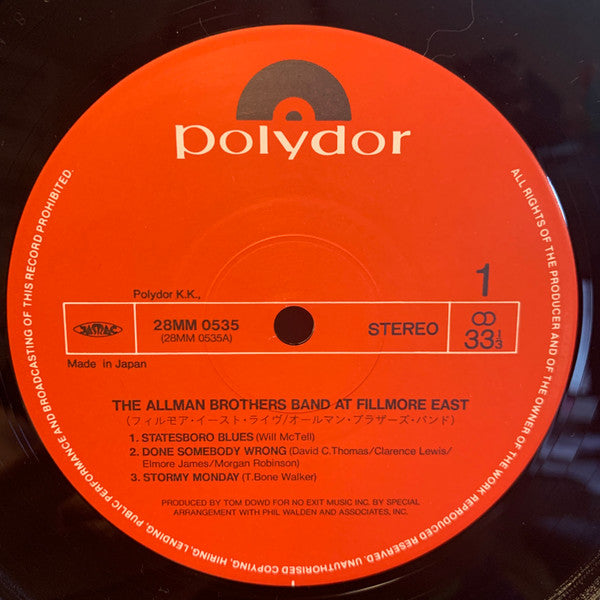 polydor
Polydor K.K.,
1
JASRAC
28MM 0535
(28MM 0535A)
STEREO
33 1/3
Made in Japan
THE ALLMAN BROTHERS BAND AT FILLMORE EAST
(フィルモア・イースト・ライヴ/オールマン・ブラザーズ・バンド)
1. STATESBORO BLUES (Will McTell)
2. DONE SOMEBODY WRONG (David C.Thomas/Clarence Lewis/
Elmore James/Morgan Robinson)
3. STORMY MONDAY (T.Bone Walker)
PRODUCED BY TOM DOWD FOR NO EXIT MUSIC INC. BY SPECIAL
ARRANGEMENT WITH PHIL WALDEN AND ASSOCIATES, INC.
ALL RIGHTS OF THE PRODUCER AND OF THE OWNER OF THE WORK REPRODUCED RESERVED. UNAUTHORISED COPYING, HIRING, LENDING, PUBLIC PERFORMANCE AND BROADCASTING OF THIS RECORD PROHIBITED.